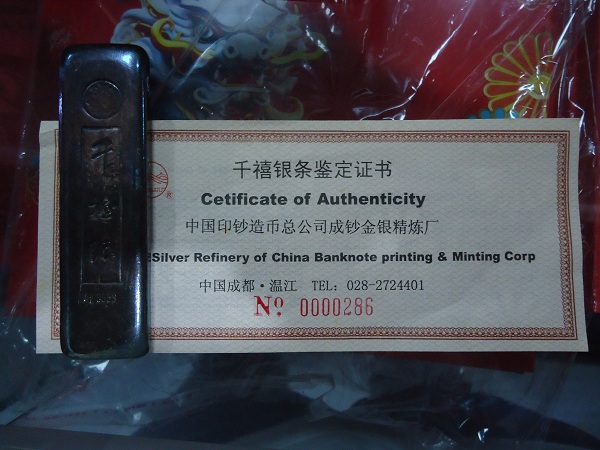 千禧银条鉴定证书
Cetificate of Authenticity
中国印钞造币总公司成钞金银精炼厂
Silver Refinery of China Banknote printing & Minting Corp
中国成都·温江 TEL: 028-2724401
Nº 0000286
千禧